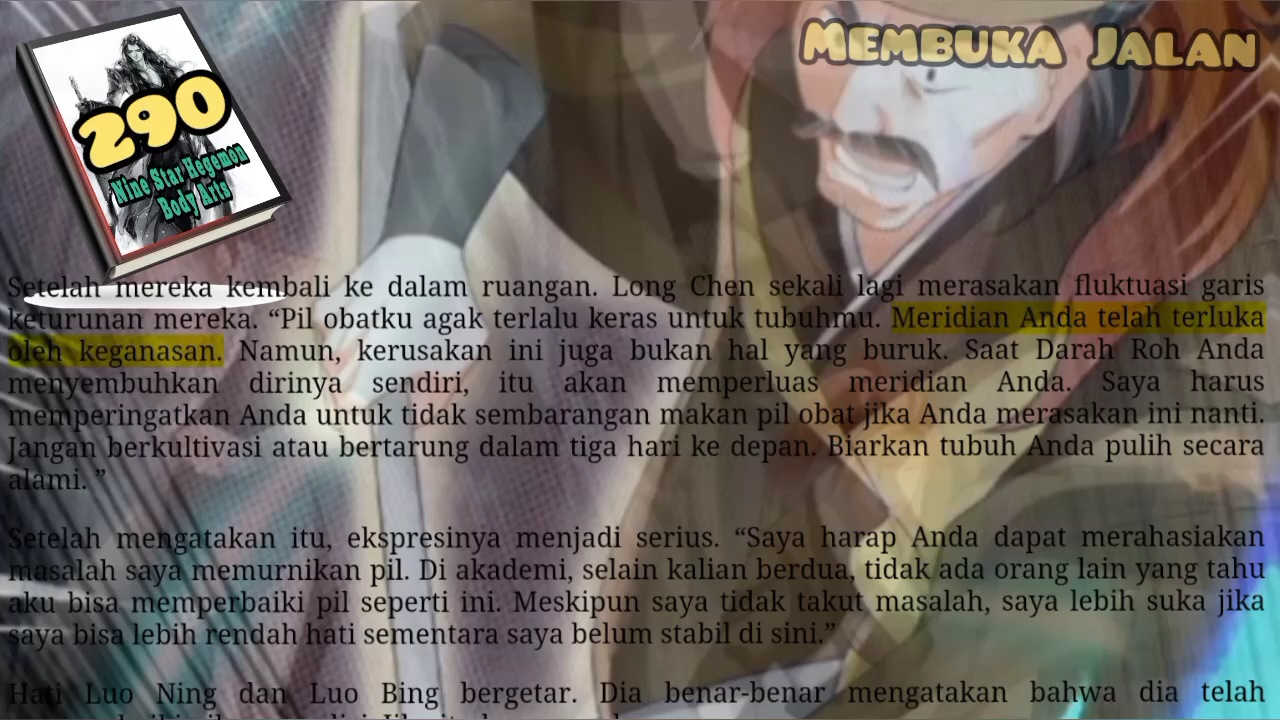 Membuka Jalan
290
Nine Star Hegemon
Body Arts
Setelah mereka kembali ke dalam ruangan. Long Chen sekali lagi merasakan fluktuasi garis
keturunan mereka. “Pil obatku agak terlalu keras untuk tubuhmu. Meridian Anda telah terluka
oleh keganasan. Namun, kerusakan ini juga bukan hal yang buruk. Saat Darah Roh Anda
menyembuhkan dirinya sendiri, itu akan memperluas meridian Anda. Saya harus
memperingatkan Anda untuk tidak sembarangan makan pil obat jika Anda merasakan ini nanti.
Jangan berkultivasi atau bertarung dalam tiga hari ke depan. Biarkan tubuh Anda pulih secara
alami. ”
Setelah mengatakan itu, ekspresinya menjadi serius. “Saya harap Anda dapat merahasiakan
masalah saya memurnikan pil. Di akademi, selain kalian berdua, tidak ada orang lain yang tahu
aku bisa memperbaiki pil seperti ini. Meskipun saya tidak takut masalah, saya lebih suka jika
saya bisa lebih rendah hati sementara saya belum stabil di sini.”
Hati Luo Ning dan Luo Bing bergetar. Dia benar-benar mengatakan bahwa dia telah